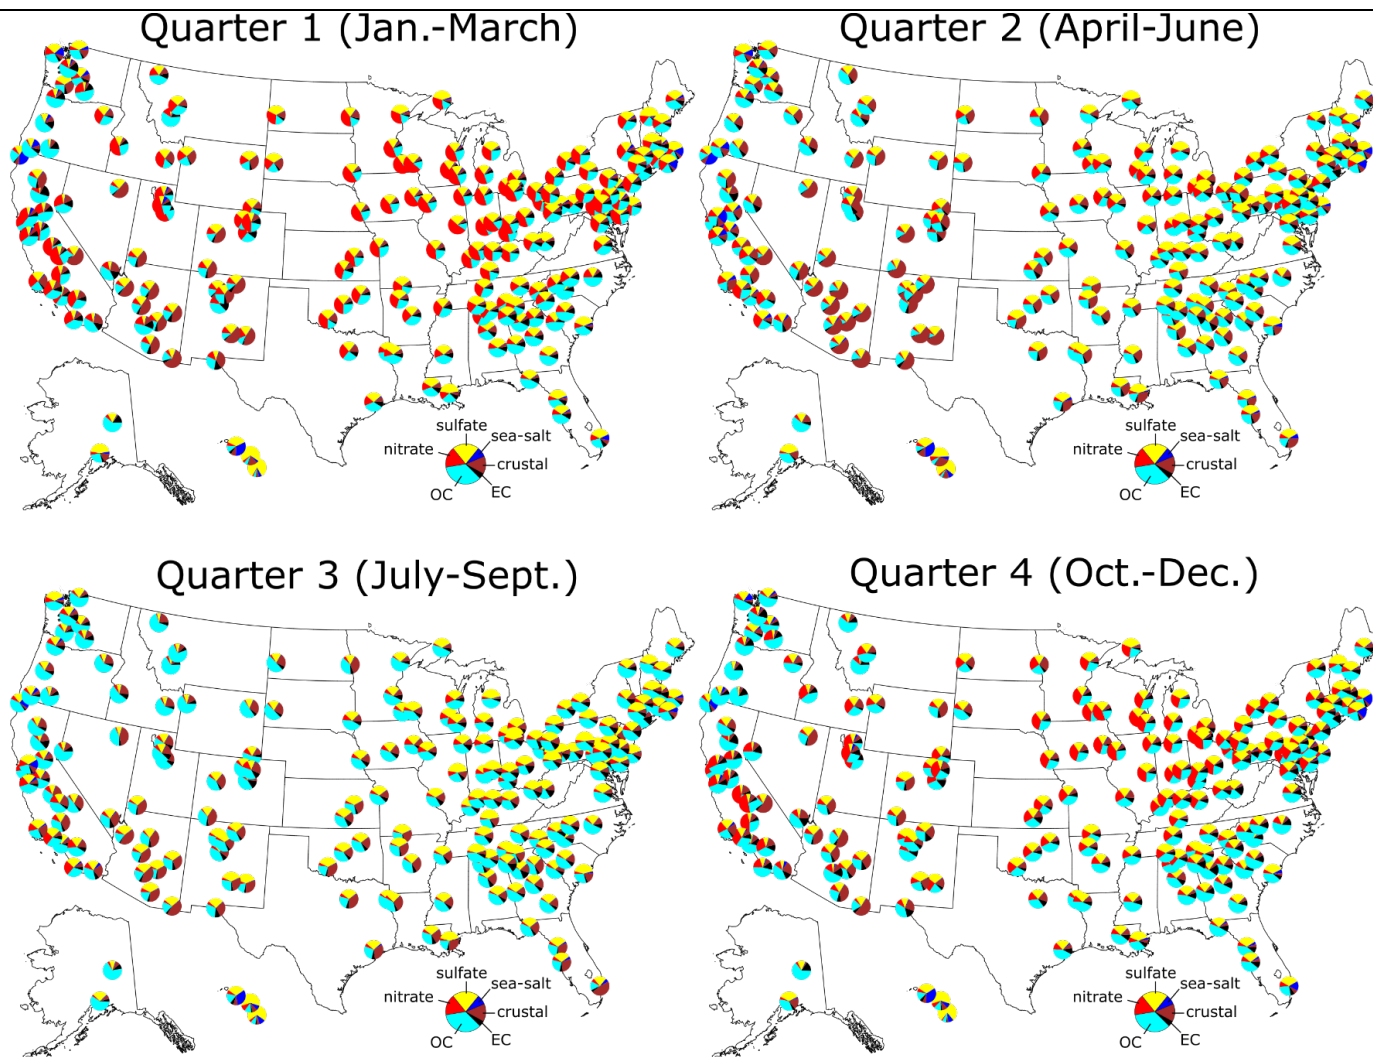 Quarter 1 (Jan.-March)
Quarter 2 (April-June)
sulfate
sea-salt
nitrate
crustal
OC
EC
sulfate
sea-salt
nitrate
crustal
OC
EC
Quarter 3 (July-Sept.)
Quarter 4 (Oct.-Dec.)
sulfate
sea-salt
nitrate
crustal
OC
EC
sulfate
sea-salt
nitrate
crustal
OC
EC